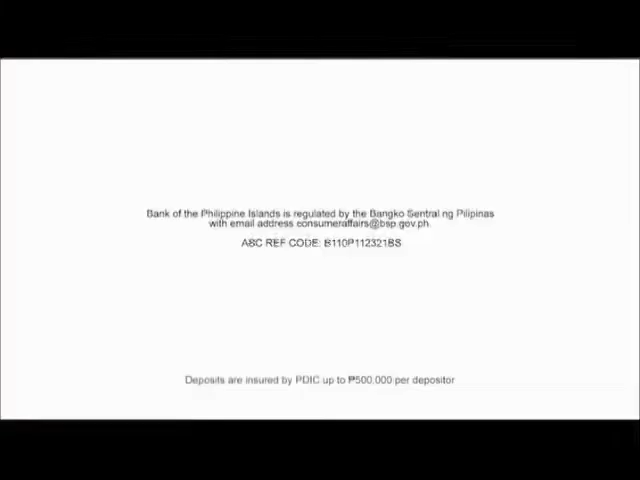 Bank of the Philippine Islands is regulated by the Bangko Sentral ng Pilipinas
with email address consumeraffairs@bsp.gov.ph
ASC REF CODE: B110P112321BS
Deposits are insured by PDIC up to ₱500,000 per depositor